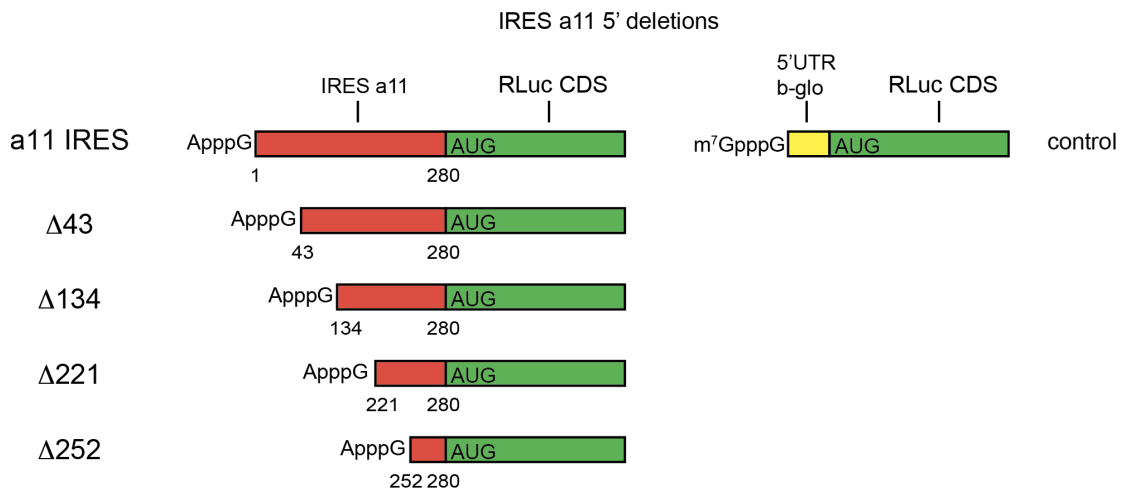 IRES a11 5’ deletions
IRES a11
RLuc CDS
5’UTR
b-glo
RLuc CDS
a11 IRES
ApppG
AUG
m⁷GpppG
AUG
control
1
280
Δ43
ApppG
AUG
43
280
Δ134
ApppG
AUG
134
280
Δ221
ApppG
AUG
221
280
Δ252
ApppG
AUG
252
280